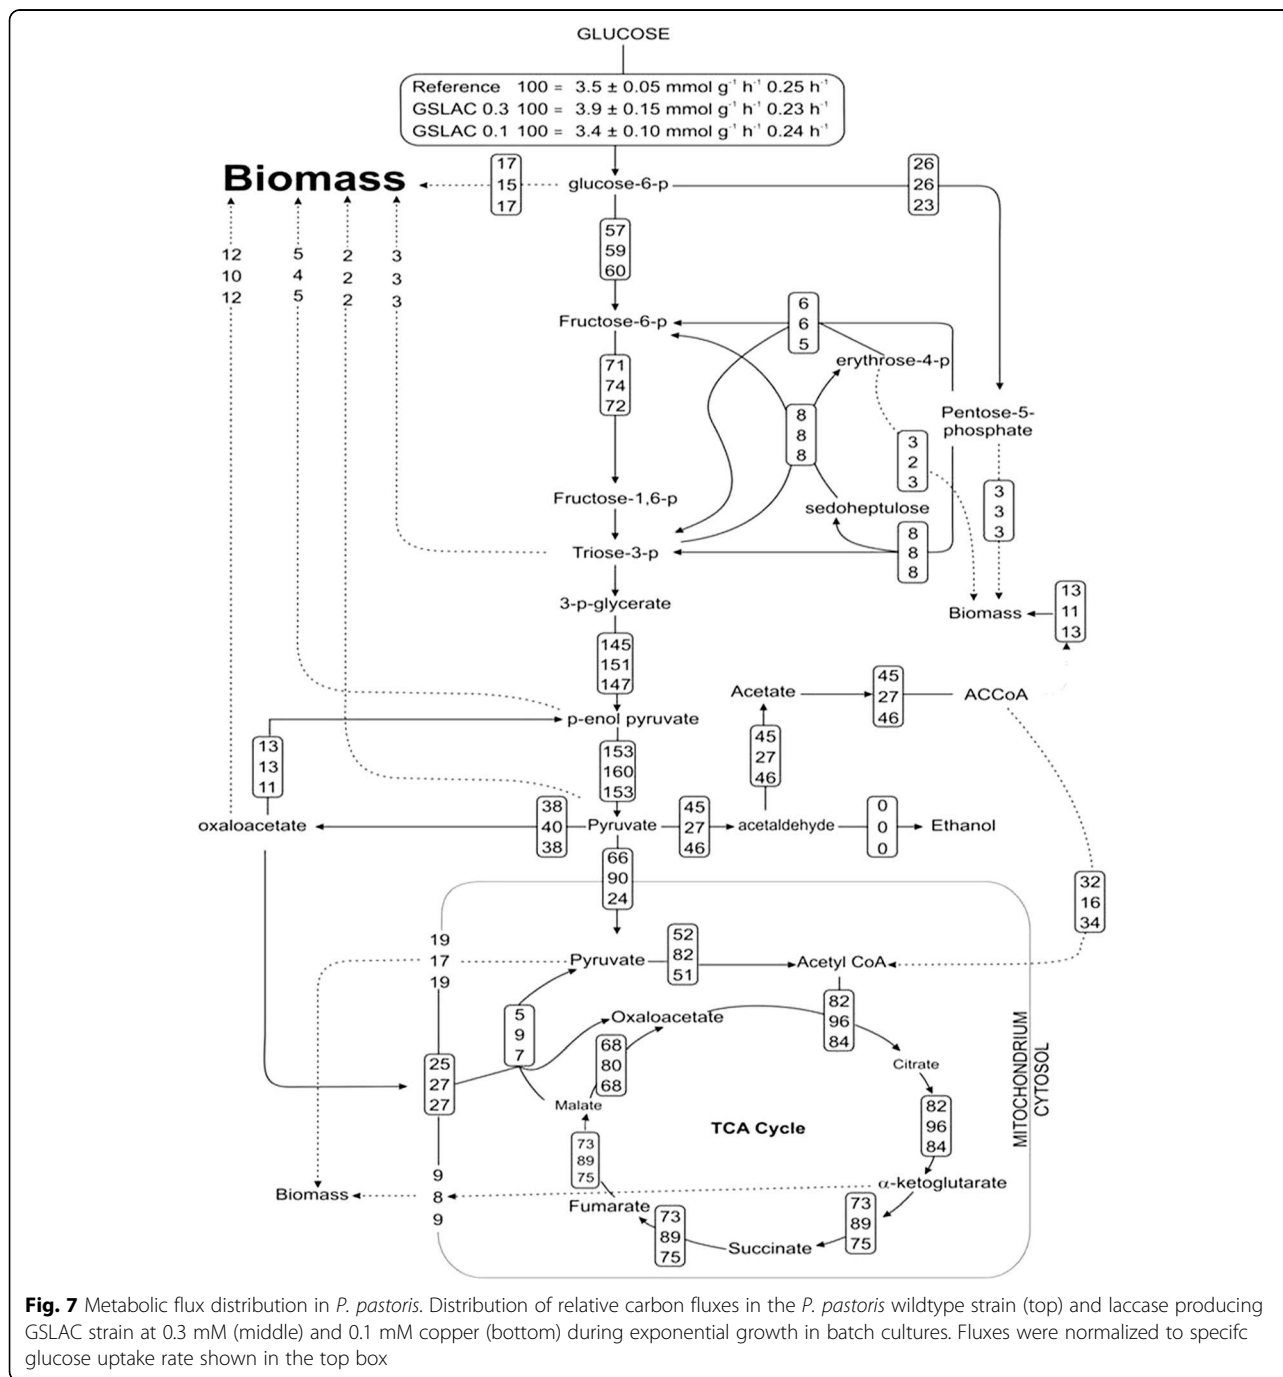 GLUCOSE
Reference 100 = 3.5 ± 0.05 mmol g⁻¹ h⁻¹ 0.25 h⁻¹
GSLAC 0.3 100 = 3.9 ± 0.15 mmol g⁻¹ h⁻¹ 0.23 h⁻¹
GSLAC 0.1 100 = 3.4 ± 0.10 mmol g⁻¹ h⁻¹ 0.24 h⁻¹
Biomass
17
15
17
glucose-6-p
26
26
23
57
59
60
12
10
12
5
4
5
2
2
2
3
3
3
Fructose-6-p
6
6
5
erythrose-4-p
71
74
72
8
8
8
Pentose-5-
phosphate
3
2
3
3
3
3
Fructose-1,6-p
sedoheptulose
8
8
8
Triose-3-p
3-p-glycerate
Biomass
13
11
13
145
151
147
Acetate
45
27
46
ACCoA
p-enol pyruvate
13
13
11
153
160
153
45
27
46
oxaloacetate
38
40
38
Pyruvate
45
27
46
acetaldehyde
0
0
0
Ethanol
66
90
24
32
16
34
19
17
19
Pyruvate
52
82
51
Acetyl CoA
5
9
7
Oxaloacetate
82
96
84
68
80
68
Citrate
25
27
27
Malate
TCA Cycle
82
96
84
MITOCHONDRIUM
CYTOSOL
73
89
75
9
8
9
Biomass
α-ketoglutarate
Fumarate
73
89
75
Succinate
73
89
75
Fig. 7 Metabolic flux distribution in P. pastoris. Distribution of relative carbon fluxes in the P. pastoris wildtype strain (top) and laccase producing
GSLAC strain at 0.3 mM (middle) and 0.1 mM copper (bottom) during exponential growth in batch cultures. Fluxes were normalized to specifc
glucose uptake rate shown in the top box